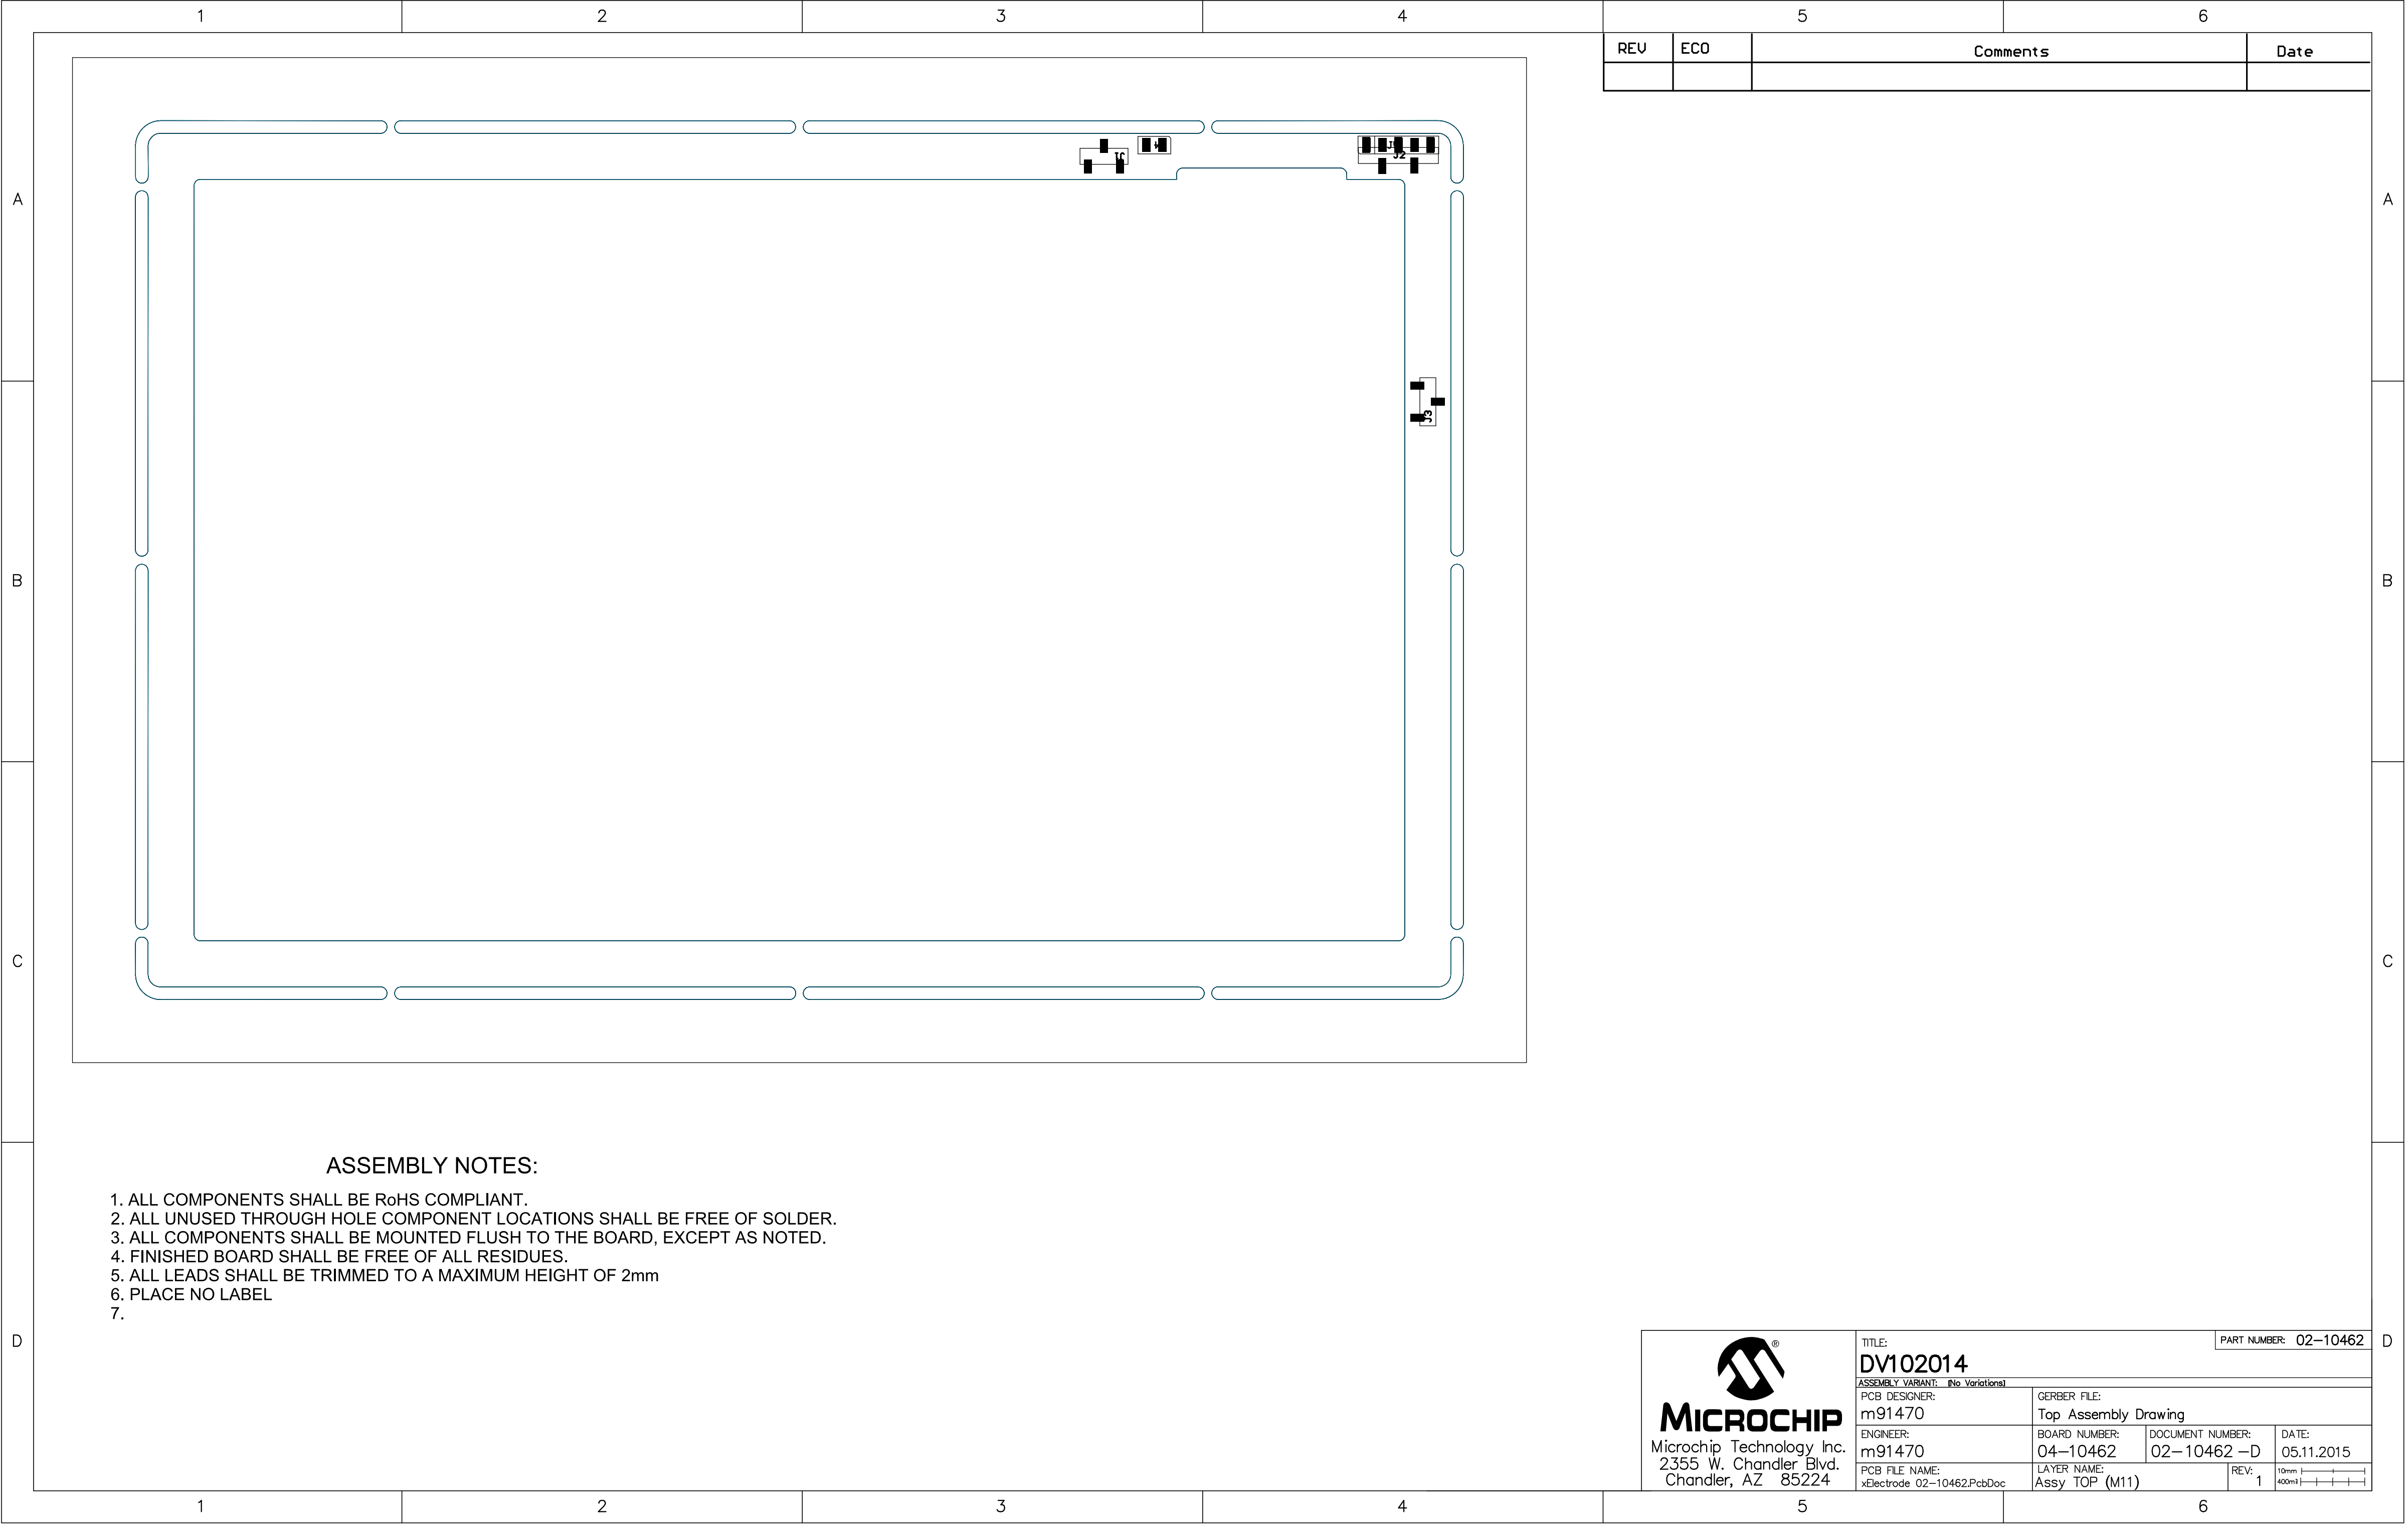 1 2 3 4 5 6
REV ECO Comments Date
J1
J2
A A
J3
B B
C C
ASSEMBLY NOTES:
1. ALL COMPONENTS SHALL BE RoHS COMPLIANT.
2. ALL UNUSED THROUGH HOLE COMPONENT LOCATIONS SHALL BE FREE OF SOLDER.
3. ALL COMPONENTS SHALL BE MOUNTED FLUSH TO THE BOARD, EXCEPT AS NOTED.
4. FINISHED BOARD SHALL BE FREE OF ALL RESIDUES.
5. ALL LEADS SHALL BE TRIMMED TO A MAXIMUM HEIGHT OF 2mm
6. PLACE NO LABEL
7.
D D
® MICROCHIP
Microchip Technology Inc.
2355 W. Chandler Blvd.
Chandler, AZ 85224
TITLE:
PART NUMBER: 02-10462
DV102014
ASSEMBLY VARIANT: [No Variations]
PCB DESIGNER:
m91470
GERBER FILE:
Top Assembly Drawing
ENGINEER:
m91470
BOARD NUMBER:
04-10462
DOCUMENT NUMBER:
02-10462-D
DATE:
05.11.2015
PCB FILE NAME:
xElectrode 02-10462.PcbDoc
LAYER NAME:
Assy TOP (M11)
REV:
1
10mm
400mil
1 2 3 4 5 6